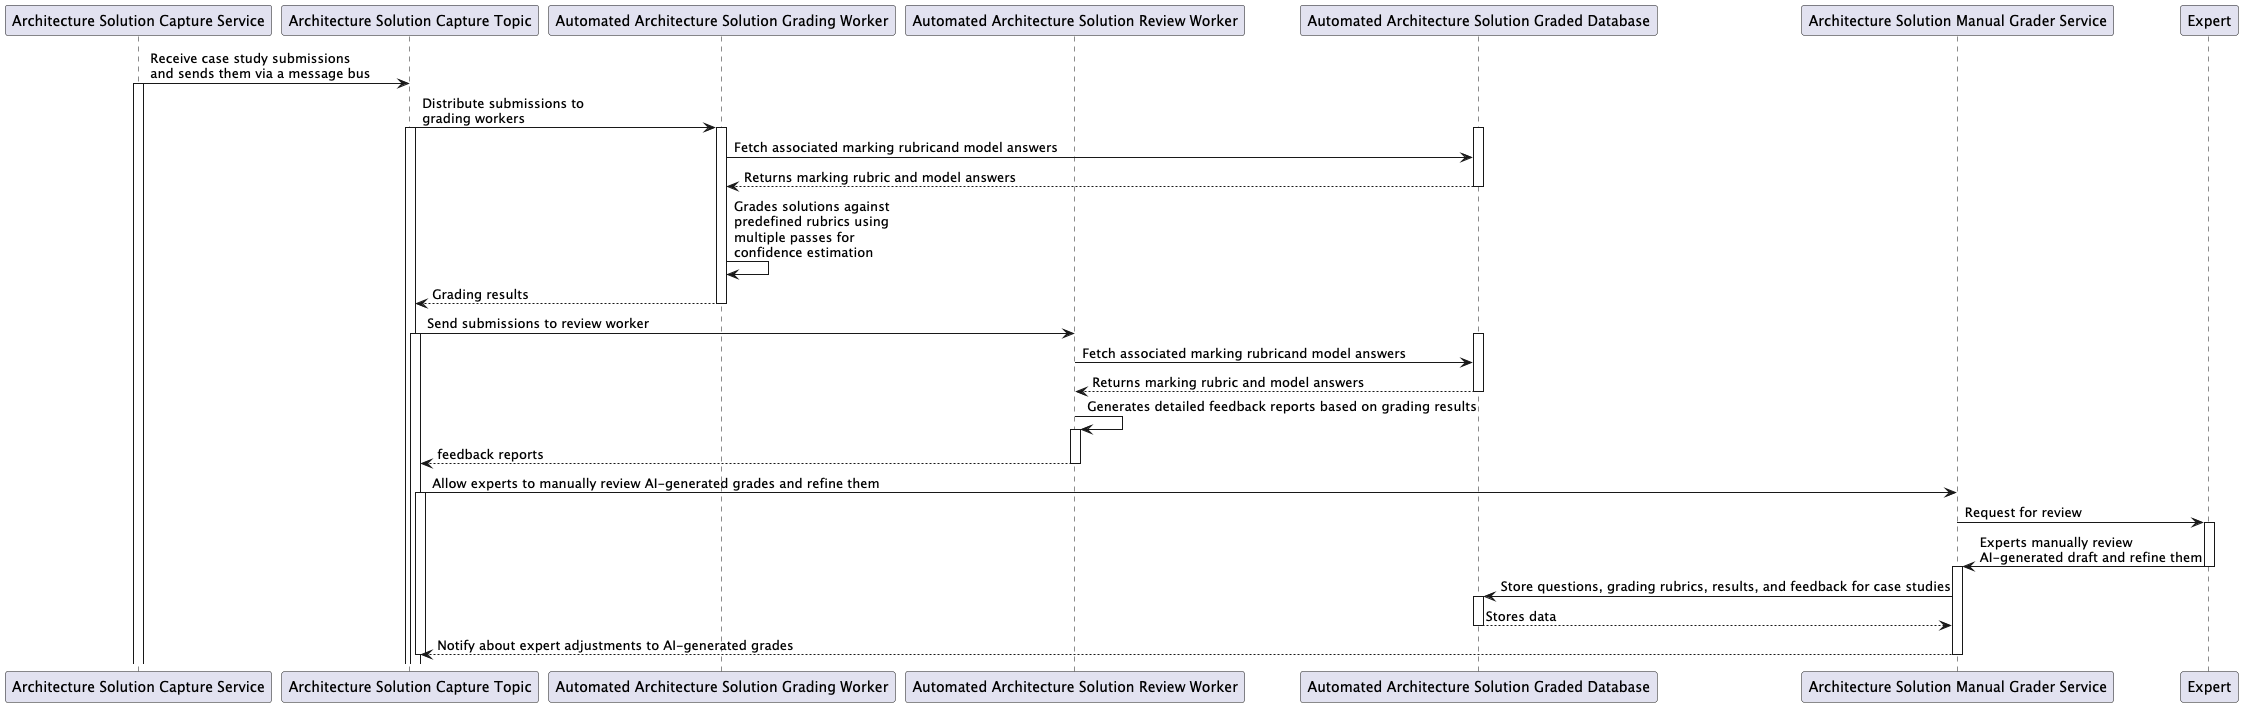 Architecture Solution Capture Service
Architecture Solution Capture Topic
Automated Architecture Solution Grading Worker
Automated Architecture Solution Review Worker
Automated Architecture Solution Graded Database
Architecture Solution Manual Grader Service
Expert
Receive case study submissions
and sends them via a message bus
Distribute submissions to
grading workers
Fetch associated marking rubricand model answers
Returns marking rubric and model answers
Grades solutions against
predefined rubrics using
multiple passes for
confidence estimation
Grading results
Send submissions to review worker
Fetch associated marking rubricand model answers
Returns marking rubric and model answers
Generates detailed feedback reports based on grading results
feedback reports
Allow experts to manually review AI-generated grades and refine them
Request for review
Experts manually review
AI-generated draft and refine them
Store questions, grading rubrics, results, and feedback for case studies
Stores data
Notify about expert adjustments to AI-generated grades
Architecture Solution Capture Service
Architecture Solution Capture Topic
Automated Architecture Solution Grading Worker
Automated Architecture Solution Review Worker
Automated Architecture Solution Graded Database
Architecture Solution Manual Grader Service
Expert